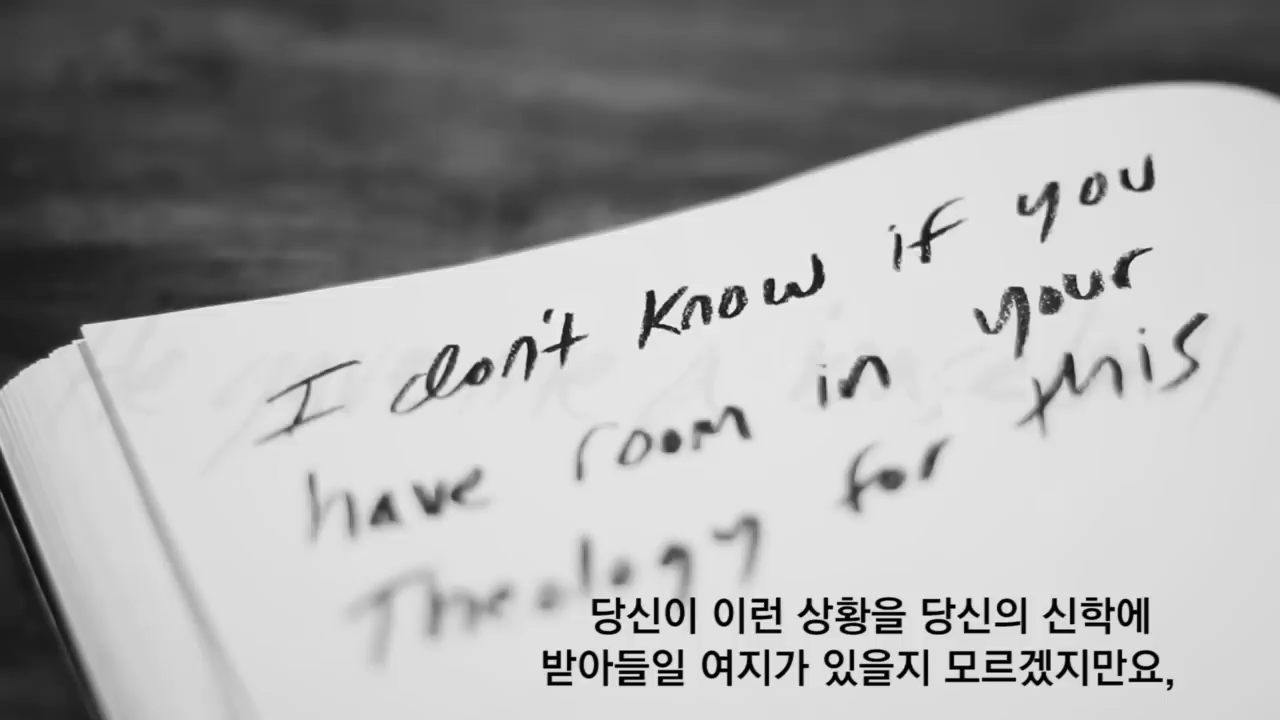 I don't know if you
have room in your
Theology for this
당신이 이런 상황을 당신의 신학에
받아들일 여지가 있을지 모르겠지만요,